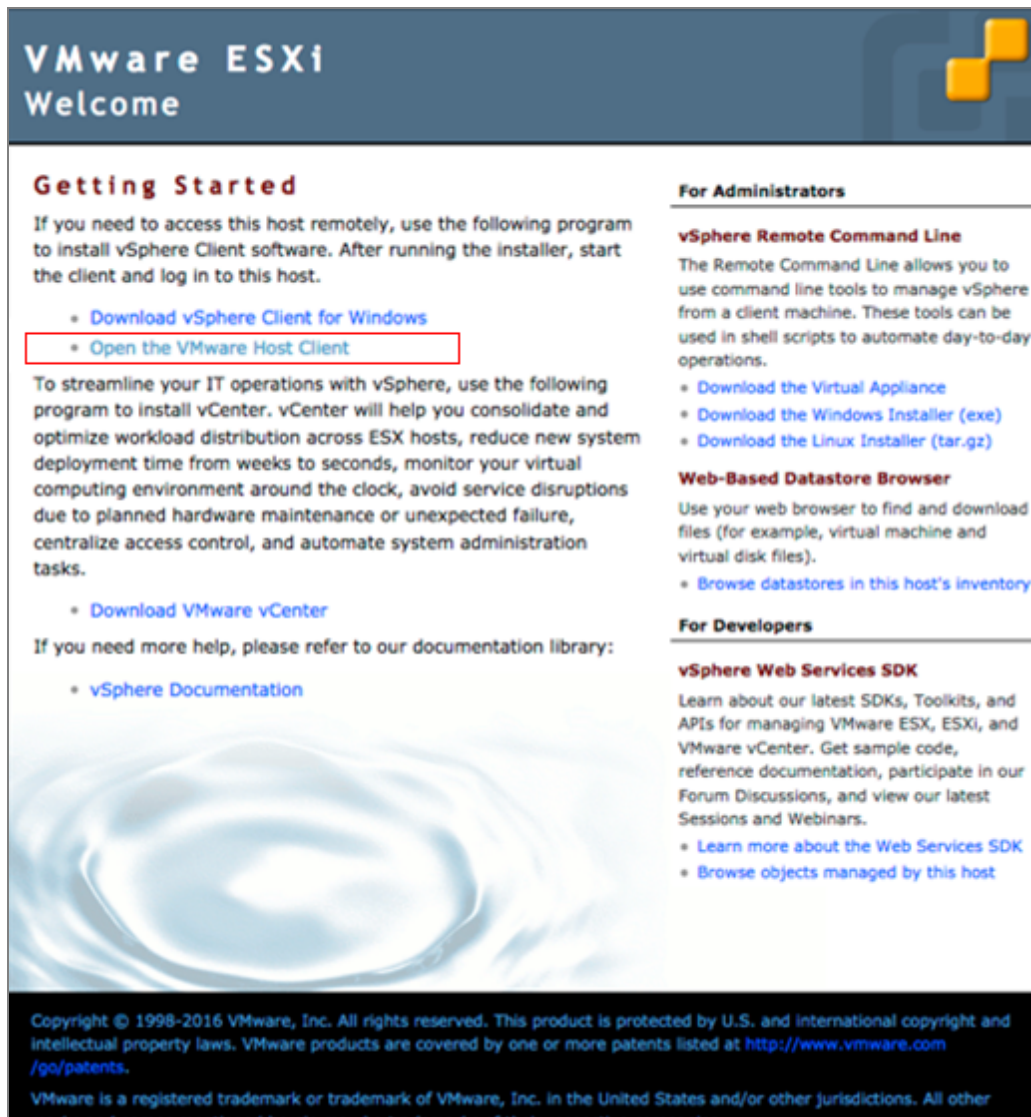 VMware ESXi
Welcome
Getting Started
If you need to access this host remotely, use the following program
to install vSphere Client software. After running the installer, start
the client and log in to this host.
Download vSphere Client for Windows
Open the VMware Host Client
To streamline your IT operations with vSphere, use the following
program to install vCenter. vCenter will help you consolidate and
optimize workload distribution across ESX hosts, reduce new system
deployment time from weeks to seconds, monitor your virtual
computing environment around the clock, avoid service disruptions
due to planned hardware maintenance or unexpected failure,
centralize access control, and automate system administration
tasks.
Download VMware vCenter
If you need more help, please refer to our documentation library:
vSphere Documentation
For Administrators
vSphere Remote Command Line
The Remote Command Line allows you to
use command line tools to manage vSphere
from a client machine. These tools can be
used in shell scripts to automate day-to-day
operations.
Download the Virtual Appliance
Download the Windows Installer (exe)
Download the Linux Installer (tar.gz)
Web-Based Datastore Browser
Use your web browser to find and download
files (for example, virtual machine and
virtual disk files).
Browse datastores in this host's inventory
For Developers
vSphere Web Services SDK
Learn about our latest SDKs, Toolkits, and
APIs for managing VMware ESX, ESXi, and
VMware vCenter. Get sample code,
reference documentation, participate in our
Forum Discussions, and view our latest
Sessions and Webinars.
Learn more about the Web Services SDK
Browse objects managed by this host
Copyright © 1998-2016 VMware, Inc. All rights reserved. This product is protected by U.S. and international copyright and
intellectual property laws. VMware products are covered by one or more patents listed at http://www.vmware.com
/go/patents.
VMware is a registered trademark or trademark of VMware, Inc. in the United States and/or other jurisdictions. All other